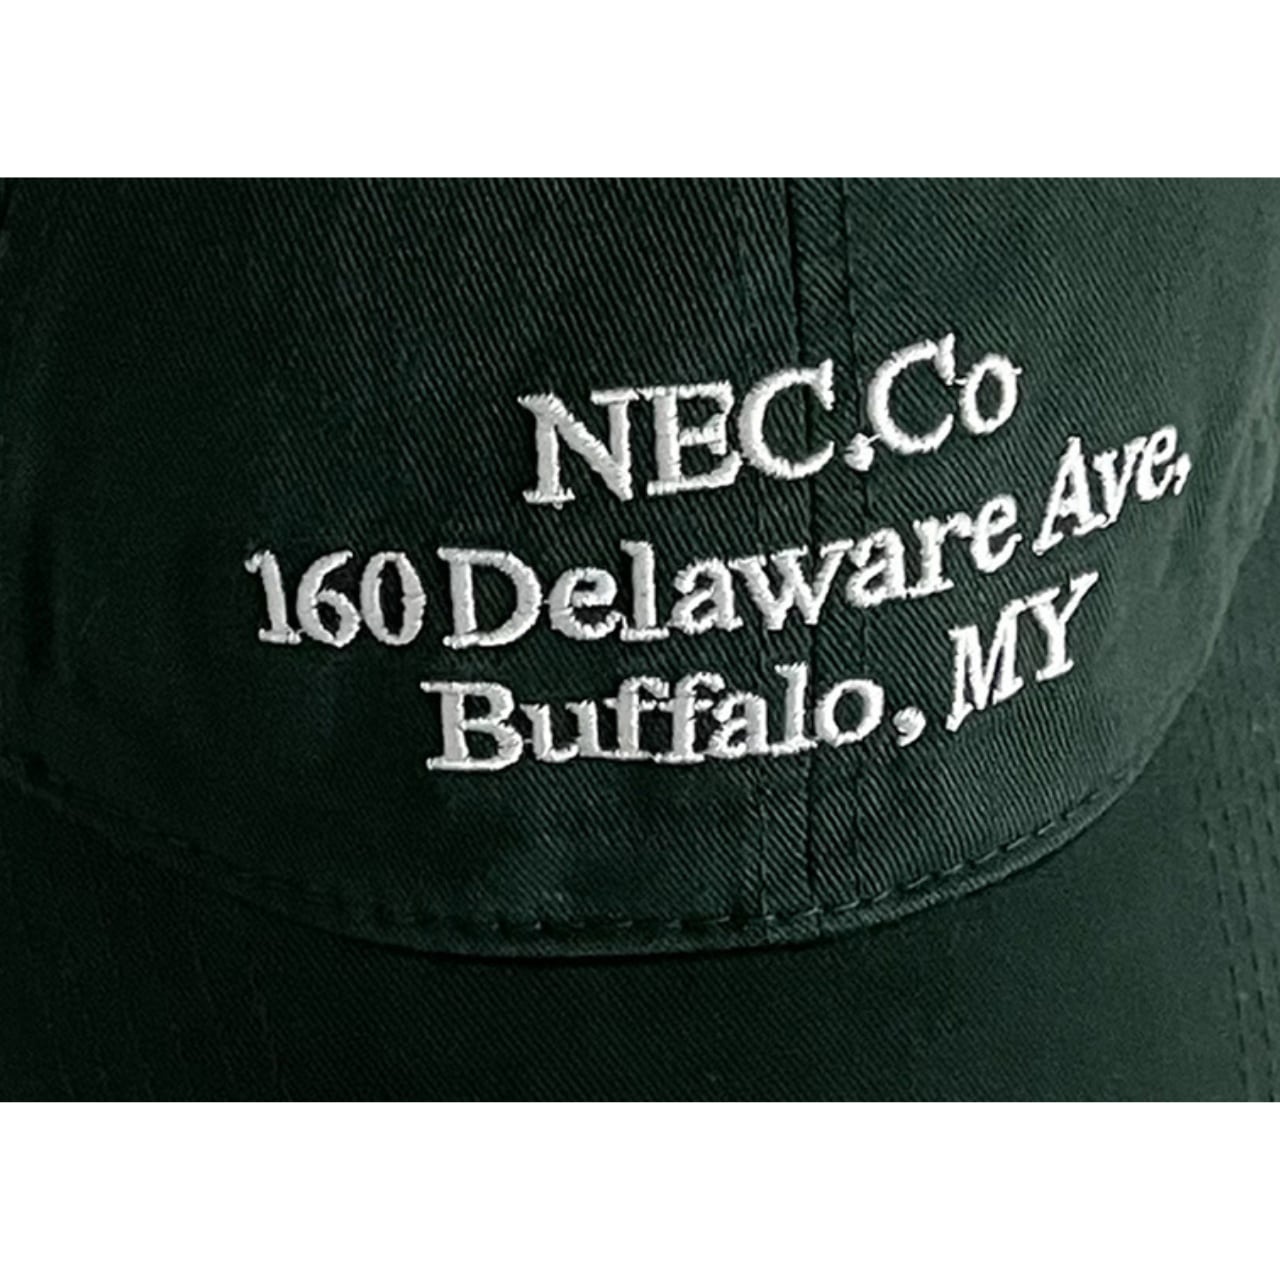 NEC.Co
160 Delaware Ave,
Buffalo, MY